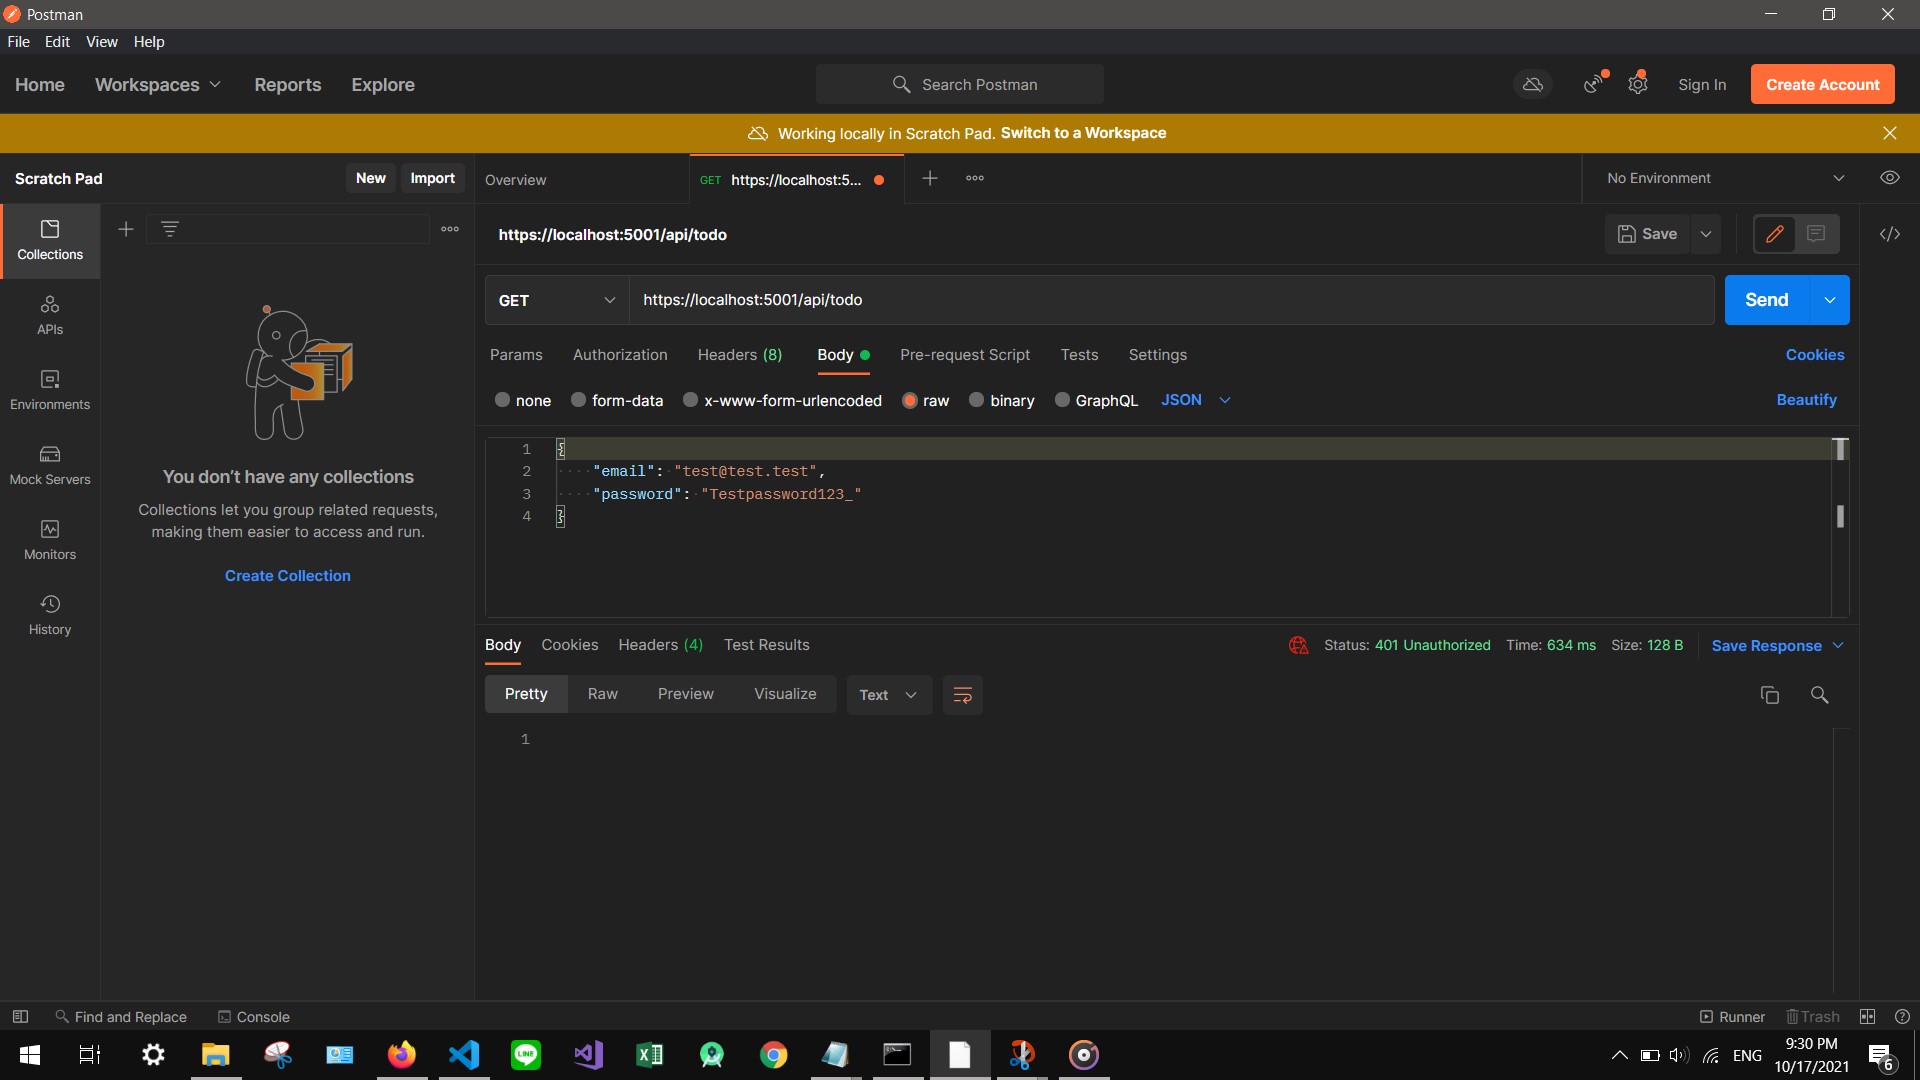 Postman
File Edit View Help
Home Workspaces Reports Explore Search Postman Sign In Create Account
Working locally in Scratch Pad. Switch to a Workspace
Scratch Pad New Import Overview GET https://localhost:5... No Environment
Collections
https://localhost:5001/api/todo Save
GET https://localhost:5001/api/todo Send
APIs
Params Authorization Headers (8) Body Pre-request Script Tests Settings Cookies
none form-data x-www-form-urlencoded raw binary GraphQL JSON Beautify
Environments
1 {
2 "email": "test@test.test",
3 "password": "Testpassword123_"
4 }
Mock Servers
You don’t have any collections
Collections let you group related requests,
making them easier to access and run.
Create Collection
Monitors
History
Body Cookies Headers (4) Test Results Status: 401 Unauthorized Time: 634 ms Size: 128 B Save Response
Pretty Raw Preview Visualize Text
1
Find and Replace Console Runner Trash
LINE
ENG
9:30 PM
10/17/2021
6